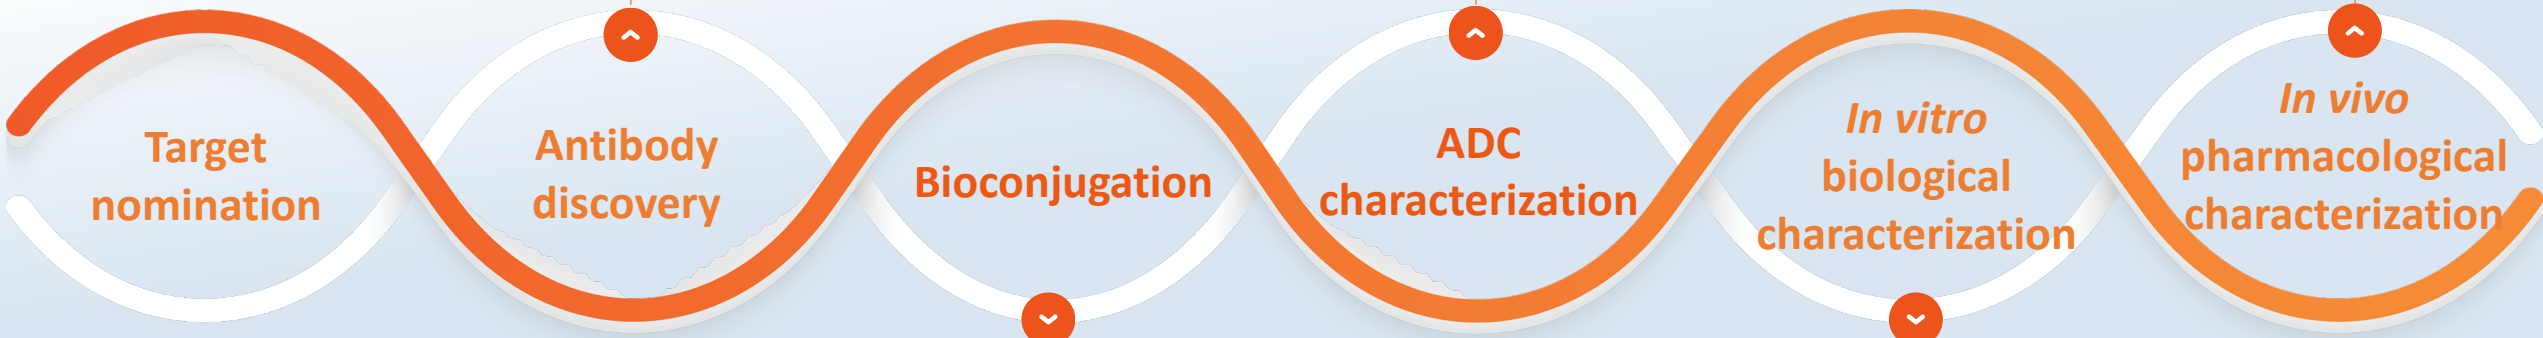 Target
nomination
Antibody
discovery
Bioconjugation
ADC
characterization
In vitro
biological
characterization
In vivo
pharmacological
characterization